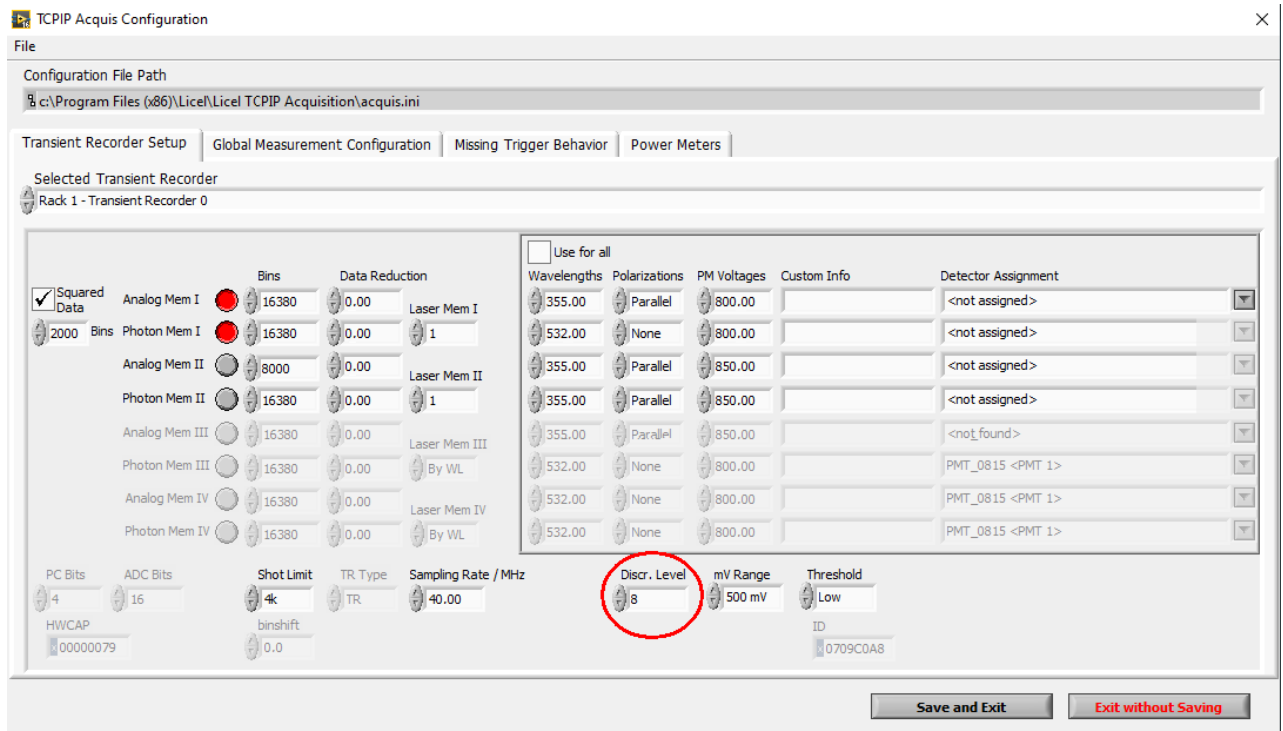 TCPIP Acquis Configuration
File
Configuration File Path
c:\Program Files (x86)\Licel\Licel TCPIP Acquisition\acquis.ini
Transient Recorder Setup Global Measurement Configuration Missing Trigger Behavior Power Meters
Selected Transient Recorder
Rack 1 - Transient Recorder 0
Use for all
Bins Data Reduction Wavelengths Polarizations PM Voltages Custom Info Detector Assignment
Squared Data Analog Mem I 16380 0.00 Laser Mem I 355.00 Parallel 800.00 <not assigned>
2000 Bins Photon Mem I 16380 0.00 1 532.00 None 800.00 <not assigned>
Analog Mem II 8000 0.00 Laser Mem II 355.00 Parallel 850.00 <not assigned>
Photon Mem II 16380 0.00 1 355.00 Parallel 850.00 <not assigned>
Analog Mem III 16380 0.00 Laser Mem III 355.00 Parallel 850.00 <not found>
Photon Mem III 16380 0.00 By WL 532.00 None 800.00 PMT_0815 <PMT 1>
Analog Mem IV 16380 0.00 Laser Mem IV 532.00 None 800.00 PMT_0815 <PMT 1>
Photon Mem IV 16380 0.00 By WL 532.00 None 800.00 PMT_0815 <PMT 1>
PC Bits ADC Bits Shot Limit TR Type Sampling Rate / MHz Discr. Level mV Range Threshold
4 16 4k TR 40.00 8 500 mV Low
HWCAP binshift ID
x 00000079 0.0 x 0709C0A8
Save and Exit Exit without Saving